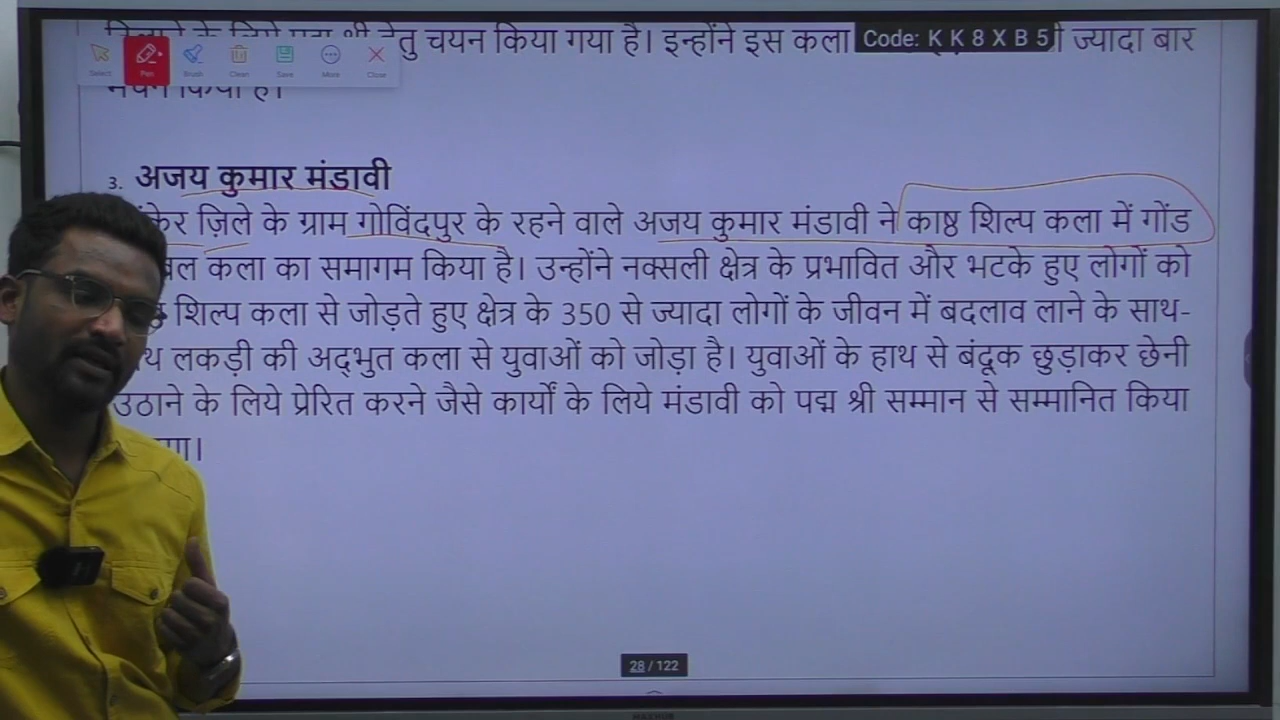 हेतु चयन किया गया है। इन्होंने इस कला Code: K K 8 X B 5 ज्यादा बार
Select Pen Brush Clean Save More Close
3. अजय कुमार मंडावी
ज़िले के ग्राम गोविंदपुर के रहने वाले अजय कुमार मंडावी ने काष्ठ शिल्प कला में गोंड
कला का समागम किया है। उन्होंने नक्सली क्षेत्र के प्रभावित और भटके हुए लोगों को
शिल्प कला से जोड़ते हुए क्षेत्र के 350 से ज्यादा लोगों के जीवन में बदलाव लाने के साथ-
लकड़ी की अद्भुत कला से युवाओं को जोड़ा है। युवाओं के हाथ से बंदूक छुड़ाकर छेनी
उठाने के लिये प्रेरित करने जैसे कार्यों के लिये मंडावी को पद्म श्री सम्मान से सम्मानित किया
28 / 122